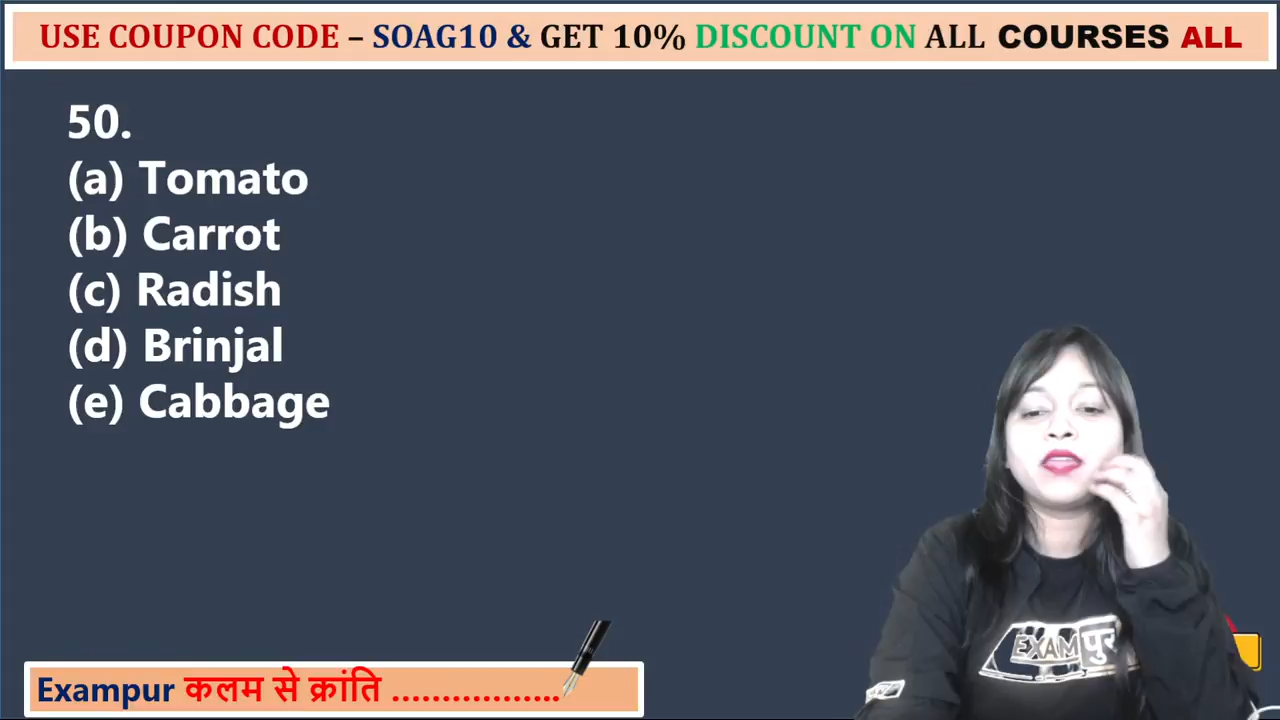 USE COUPON CODE – SOAG10 & GET 10% DISCOUNT ON ALL COURSES ALL
50.
(a) Tomato
(b) Carrot
(c) Radish
(d) Brinjal
(e) Cabbage
EXAMपुर
Exampur कलम से क्रांति .................